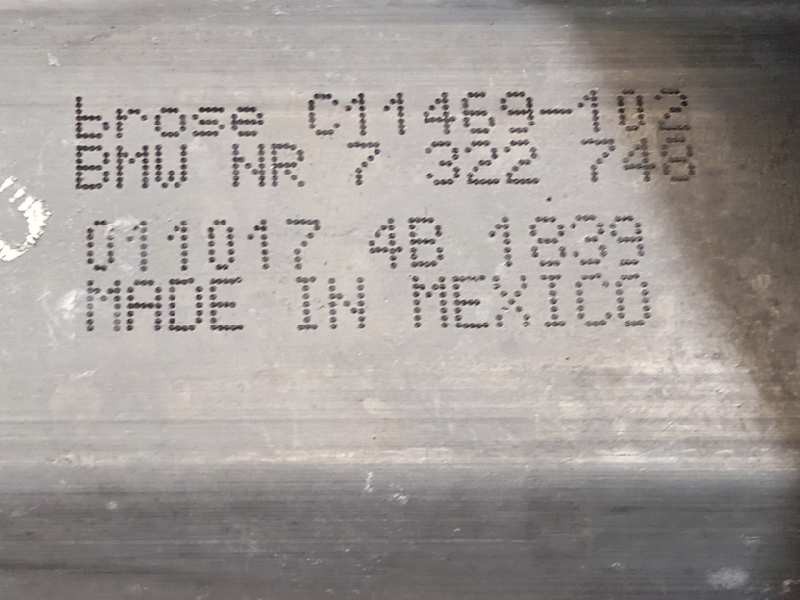 brose C11469-102
BMW NR 7 322 748
011017 4B 1839
MADE IN MEXICO